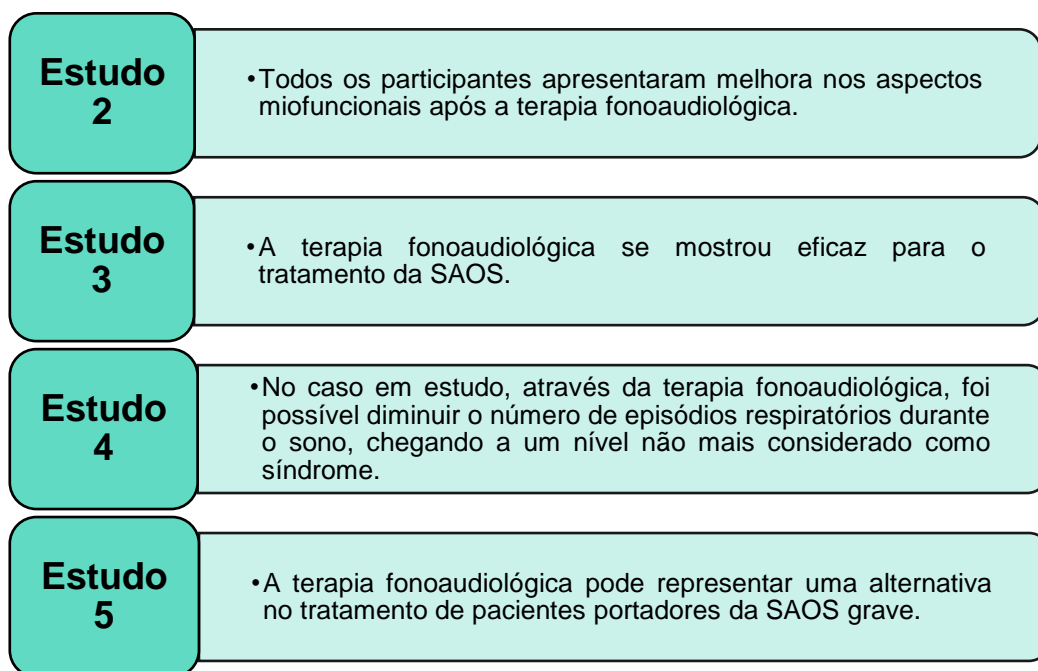 Estudo
2
•Todos os participantes apresentaram melhora nos aspectos
miofuncionais após a terapia fonoaudiológica.
Estudo
3
•A terapia fonoaudiológica se mostrou eficaz para o
tratamento da SAOS.
Estudo
4
•No caso em estudo, através da terapia fonoaudiológica, foi
possível diminuir o número de episódios respiratórios durante
o sono, chegando a um nível não mais considerado como
síndrome.
Estudo
5
•A terapia fonoaudiológica pode representar uma alternativa
no tratamento de pacientes portadores da SAOS grave.